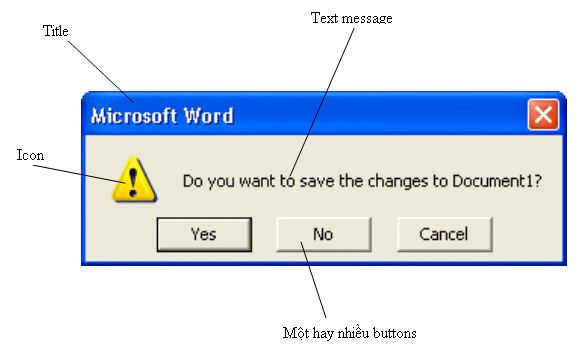 Text message
Title
Microsoft Word
Icon
Do you want to save the changes to Document1?
Yes
No
Cancel
Một hay nhiều buttons